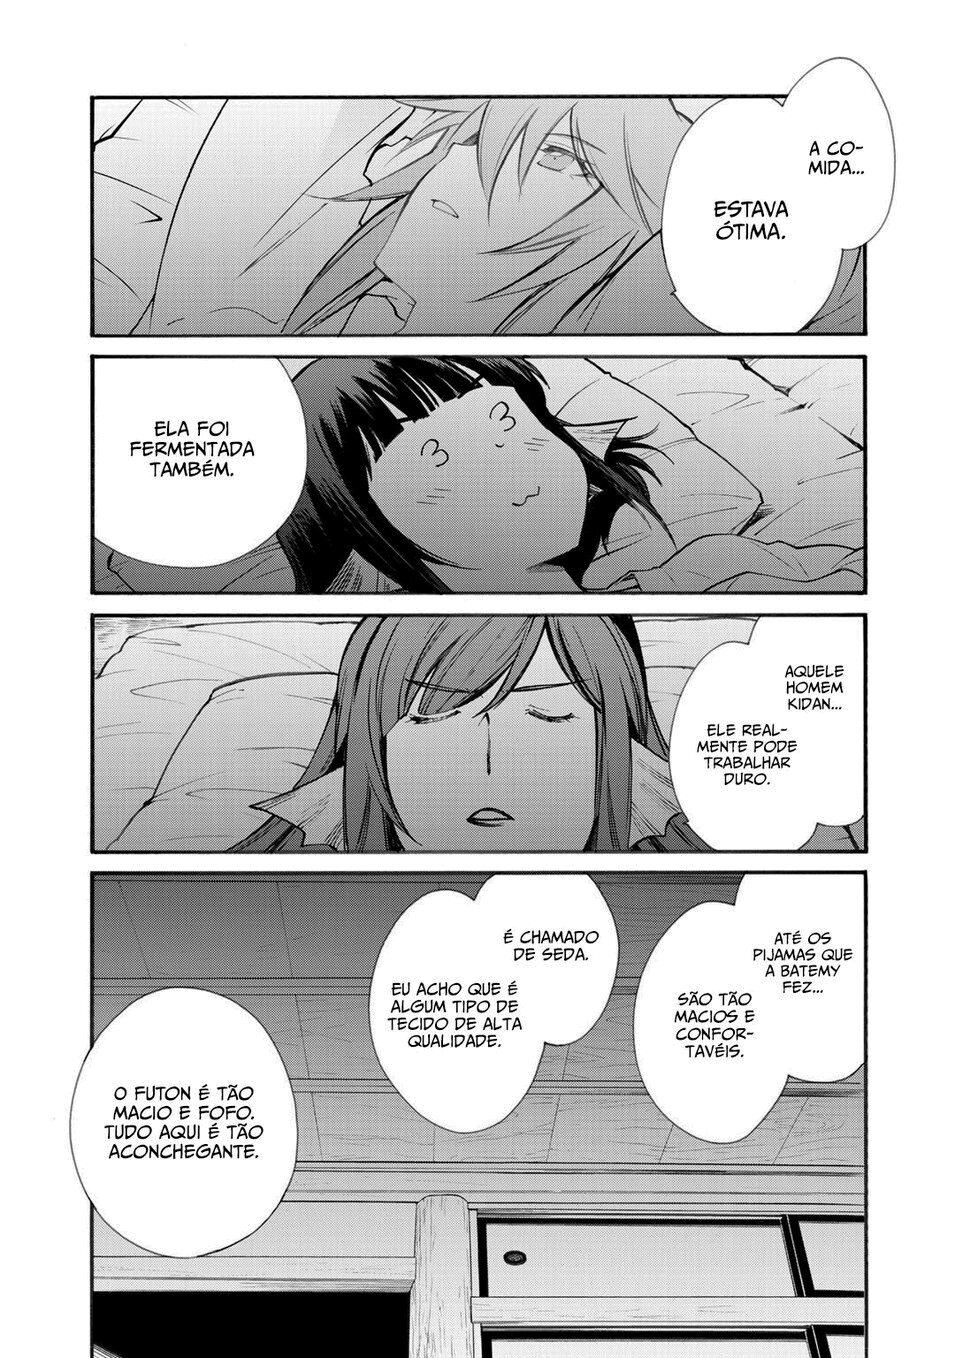 A CO-
MIDA...
ESTAVA
ÓTIMA.
ELA FOI
FERMENTADA
TAMBÉM.
AQUELE
HOMEM
KIDAN...
ELE REAL-
MENTE PODE
TRABALHAR
DURO.
ATÉ OS
PIJAMAS QUE
A BATEMY
FEZ...
SÃO TÃO
MACIOS E
CONFOR-
TAVÉIS.
É CHAMADO
DE SEDA.
EU ACHO QUE É
ALGUM TIPO DE
TECIDO DE ALTA
QUALIDADE.
O FUTON É TÃO
MACIO E FOFO.
TUDO AQUI É TÃO
ACONCHEGANTE.